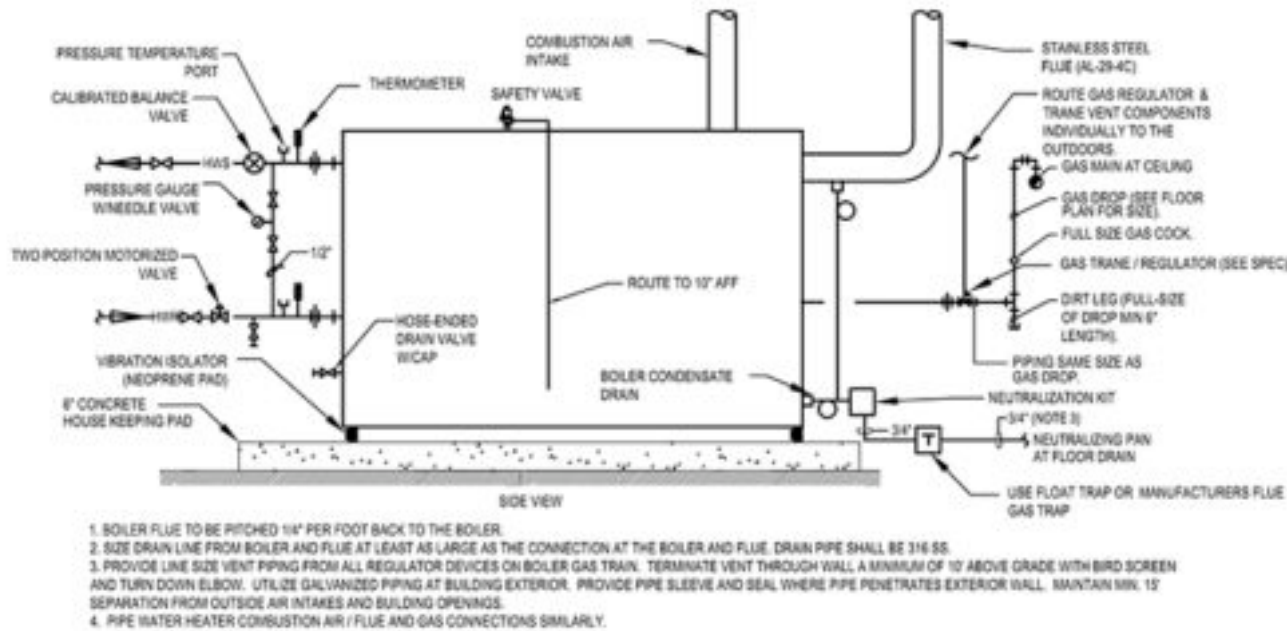 PRESSURE TEMPERATURE
PORT
CALIBRATED BALANCE
VALVE
THERMOMETER
SAFETY VALVE
COMBUSTION AIR
INTAKE
STAINLESS STEEL
FLUE (AL-29-4C)
ROUTE GAS REGULATOR &
TRANE VENT COMPONENTS
INDIVIDUALLY TO THE
OUTDOORS.
GAS MAIN AT CEILING
GAS DROP (SEE FLOOR
PLAN FOR SIZE).
FULL SIZE GAS COCK.
GAS TRANE / REGULATOR (SEE SPEC)
DIRT LEG (FULL-SIZE
OF DROP MIN 6"
LENGTH).
PIPING SAME SIZE AS
GAS DROP.
HWS
PRESSURE GAUGE
W/NEEDLE VALVE
TWO POSITION MOTORIZED
VALVE
1/2"
HWR
ROUTE TO 10" AFF
HOSE-ENDED
DRAIN VALVE
W/CAP
VIBRATION ISOLATOR
(NEOPRENE PAD)
6" CONCRETE
HOUSE KEEPING PAD
BOILER CONDENSATE
DRAIN
NEUTRALIZATION KIT
3/4"
3/4" (NOTE 3)
T
NEUTRALIZING PAN
AT FLOOR DRAIN
USE FLOAT TRAP OR MANUFACTURERS FLUE
GAS TRAP
SIDE VIEW
1. BOILER FLUE TO BE PITCHED 1/4" PER FOOT BACK TO THE BOILER.
2. SIZE DRAIN LINE FROM BOILER AND FLUE AT LEAST AS LARGE AS THE CONNECTION AT THE BOILER AND FLUE. DRAIN PIPE SHALL BE 316 SS.
3. PROVIDE LINE SIZE VENT PIPING FROM ALL REGULATOR DEVICES ON BOILER GAS TRAIN. TERMINATE VENT THROUGH WALL A MINIMUM OF 10' ABOVE GRADE WITH BIRD SCREEN
AND TURN DOWN ELBOW. UTILIZE GALVANIZED PIPING AT BUILDING EXTERIOR. PROVIDE PIPE SLEEVE AND SEAL WHERE PIPE PENETRATES EXTERIOR WALL. MAINTAIN MIN. 15'
SEPARATION FROM OUTSIDE AIR INTAKES AND BUILDING OPENINGS.
4. PIPE WATER HEATER COMBUSTION AIR / FLUE AND GAS CONNECTIONS SIMILARLY.